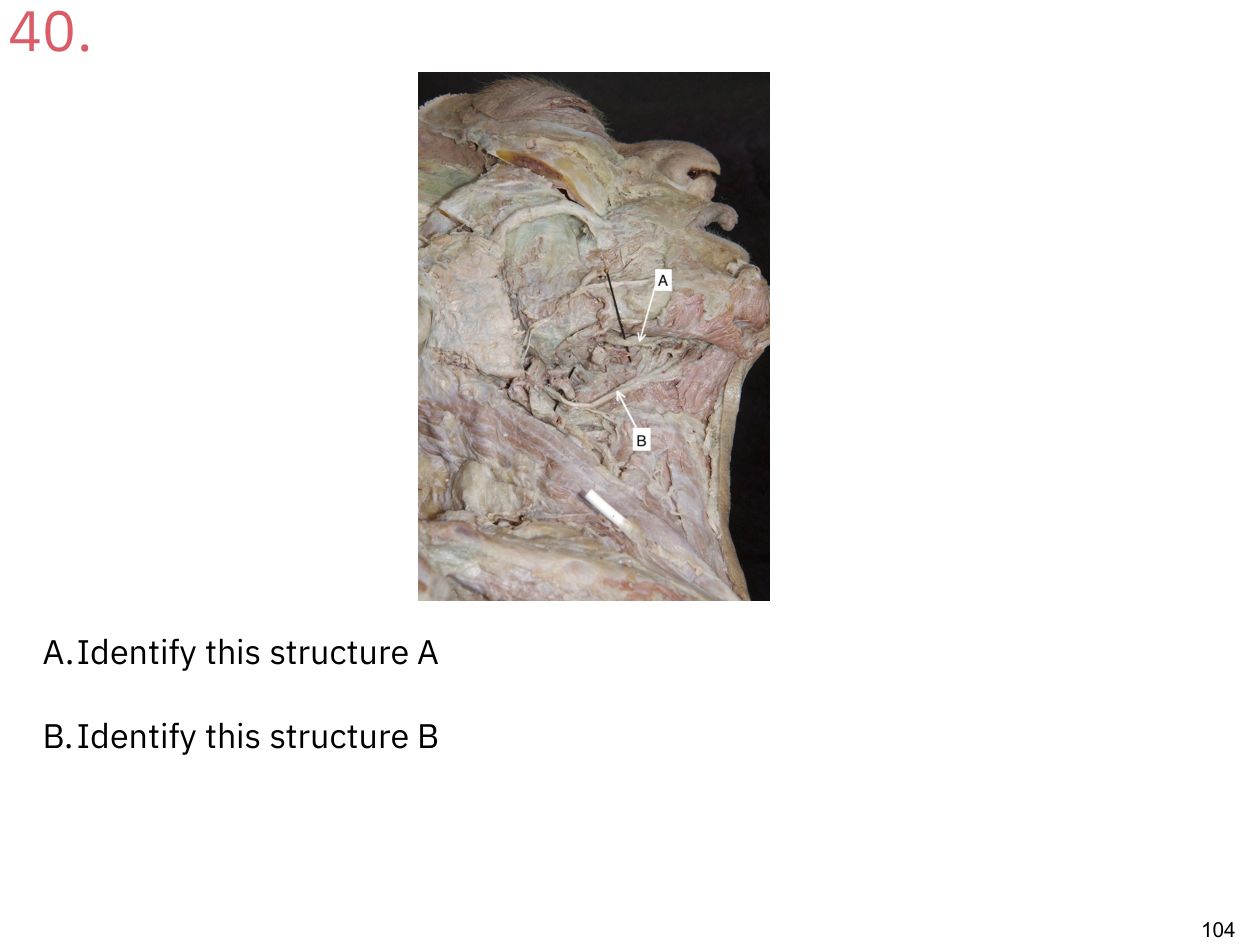 40.
A
B
A. Identify this structure A
B. Identify this structure B
104